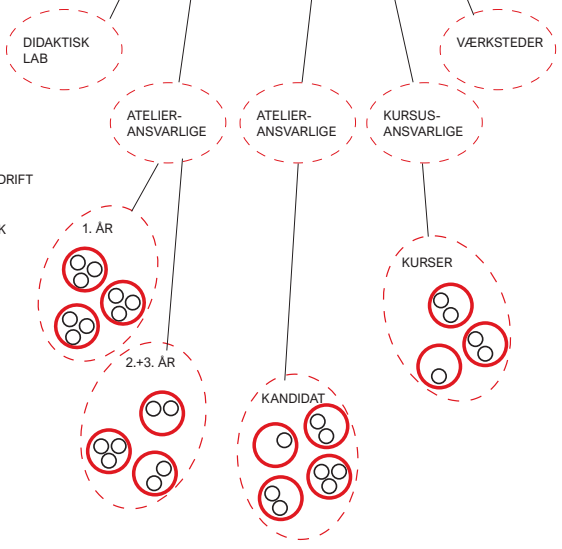 DIDAKTISK
LAB
VÆRKSTEDER
ATELIER-
ANSVARLIGE
ATELIER-
ANSVARLIGE
KURSUS-
ANSVARLIGE
DRIFT
K
1. ÅR
KURSER
2.+3. ÅR
KANDIDAT